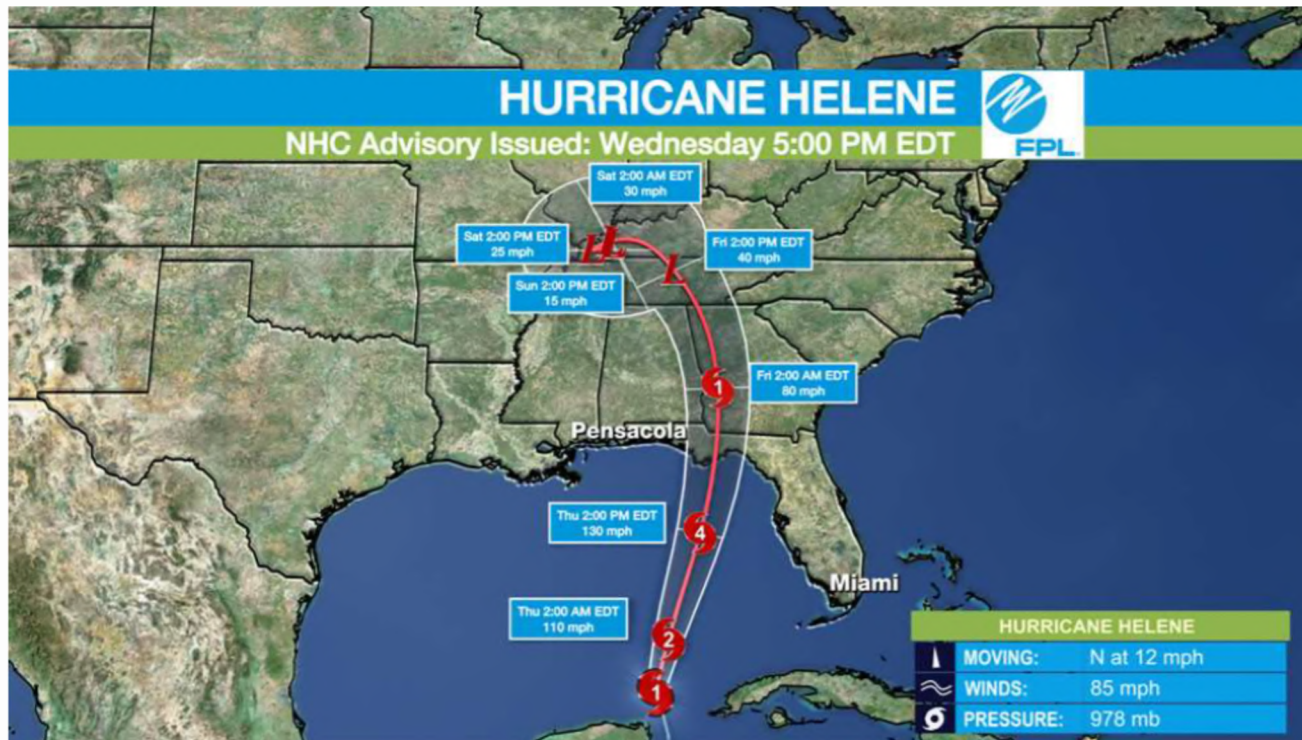 HURRICANE HELENE
NHC Advisory Issued: Wednesday 5:00 PM EDT
FPL
Sat 2:00 AM EDT
30 mph
Sat 2:00 PM EDT
25 mph
Fri 2:00 PM EDT
40 mph
Sun 2:00 PM EDT
15 mph
L
L
L
1
Fri 2:00 AM EDT
80 mph
Pensacola
Thu 2:00 PM EDT
130 mph
4
Miami
Thu 2:00 AM EDT
110 mph
2
1
HURRICANE HELENE
MOVING: N at 12 mph
WINDS: 85 mph
PRESSURE: 978 mb